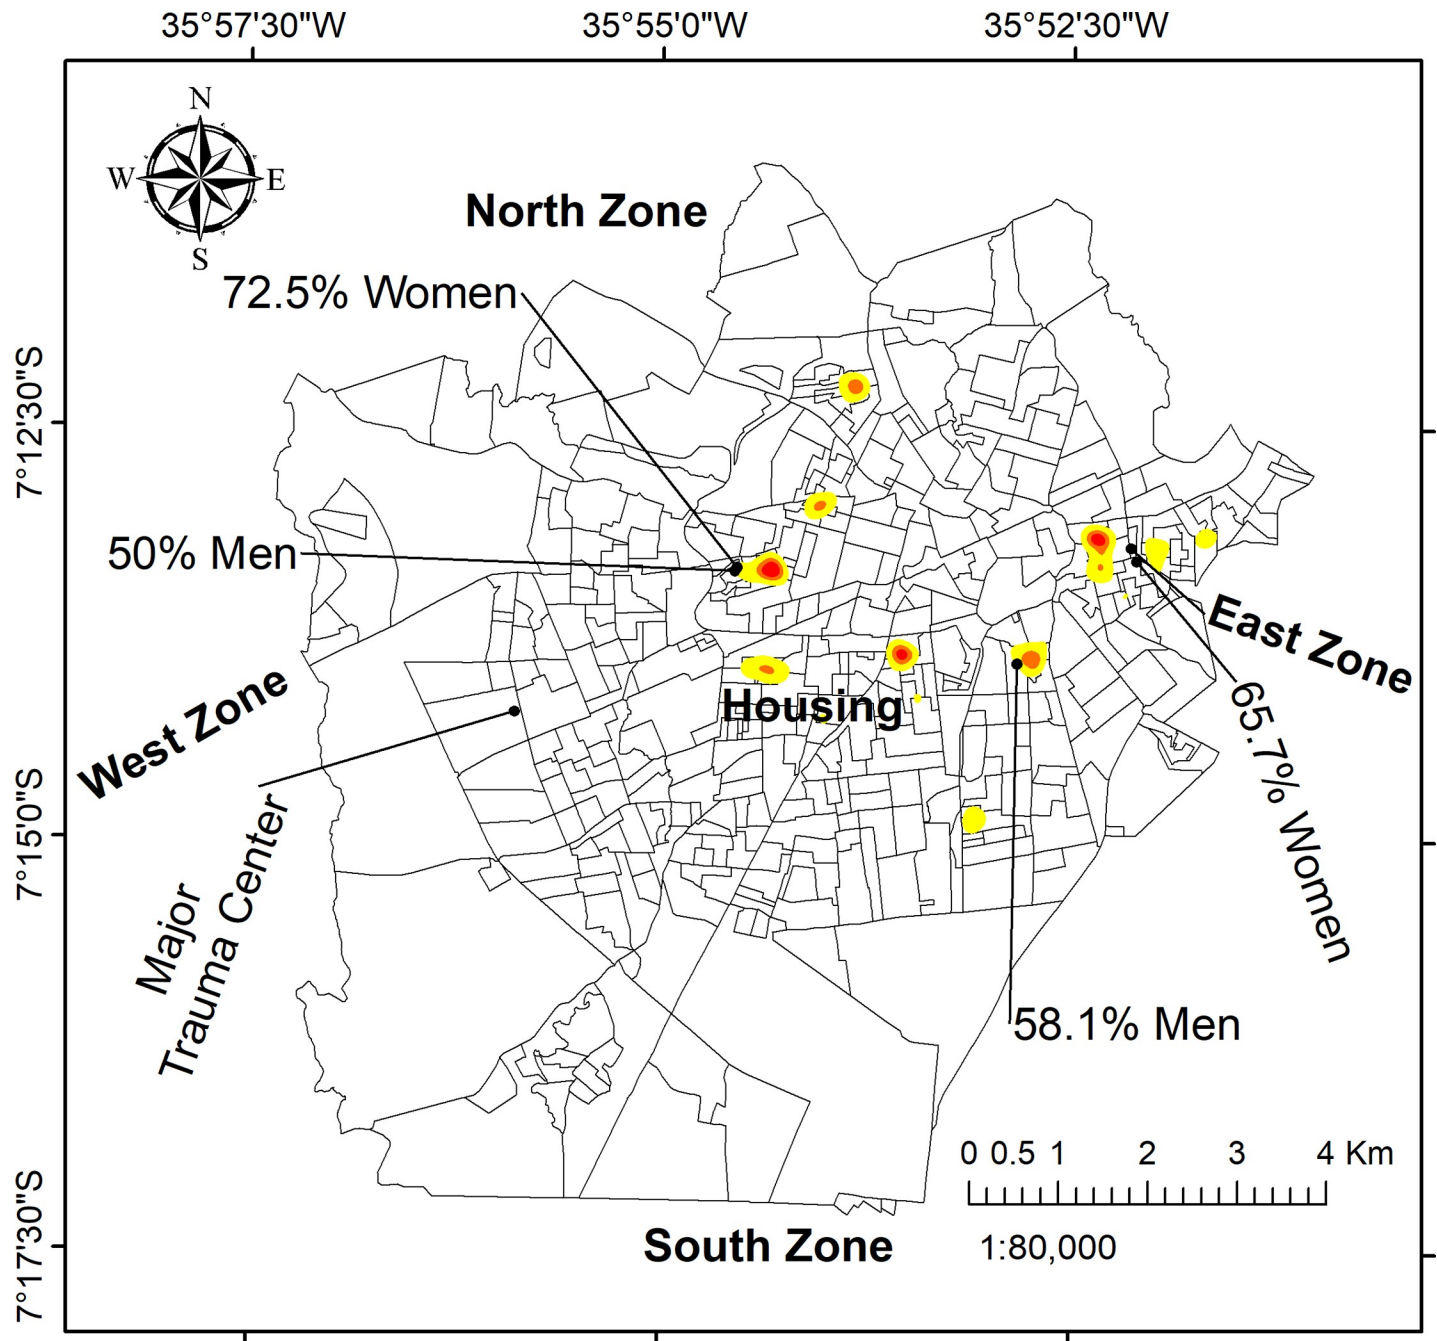 35°57'30"W
35°55'0"W
35°52'30"W
N
W
E
S
North Zone
72.5% Women
7°12'30"S
50% Men
East Zone
West Zone
Housing
65.7% Women
7°15'0"S
Major
Trauma Center
58.1% Men
0 0.5 1 2 3 4 Km
7°17'30"S
South Zone
1:80,000